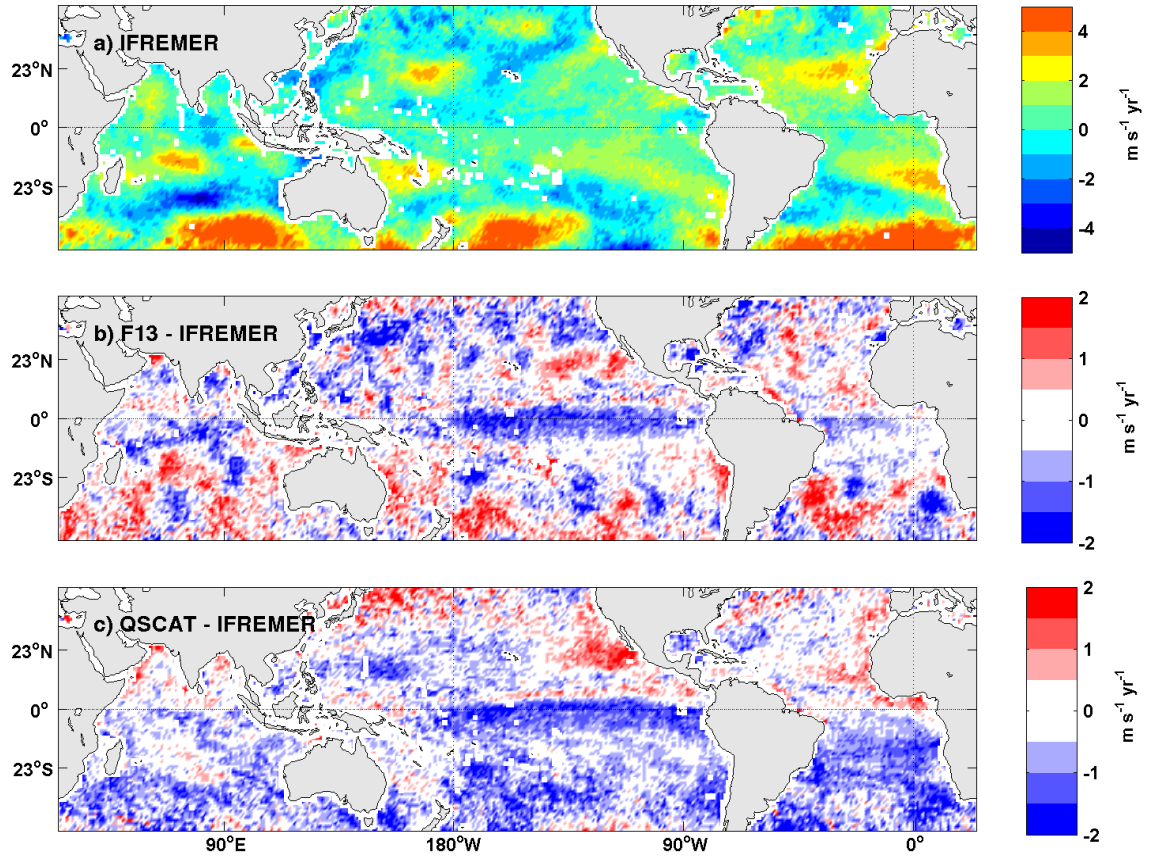 a) IFREMER
23°N
0°
23°S
4
2
0
-2
-4
m s⁻¹ yr⁻¹
b) F13 - IFREMER
23°N
0°
23°S
2
1
0
-1
-2
m s⁻¹ yr⁻¹
c) QSCAT - IFREMER
23°N
0°
23°S
90°E
180°W
90°W
0°
2
1
0
-1
-2
m s⁻¹ yr⁻¹